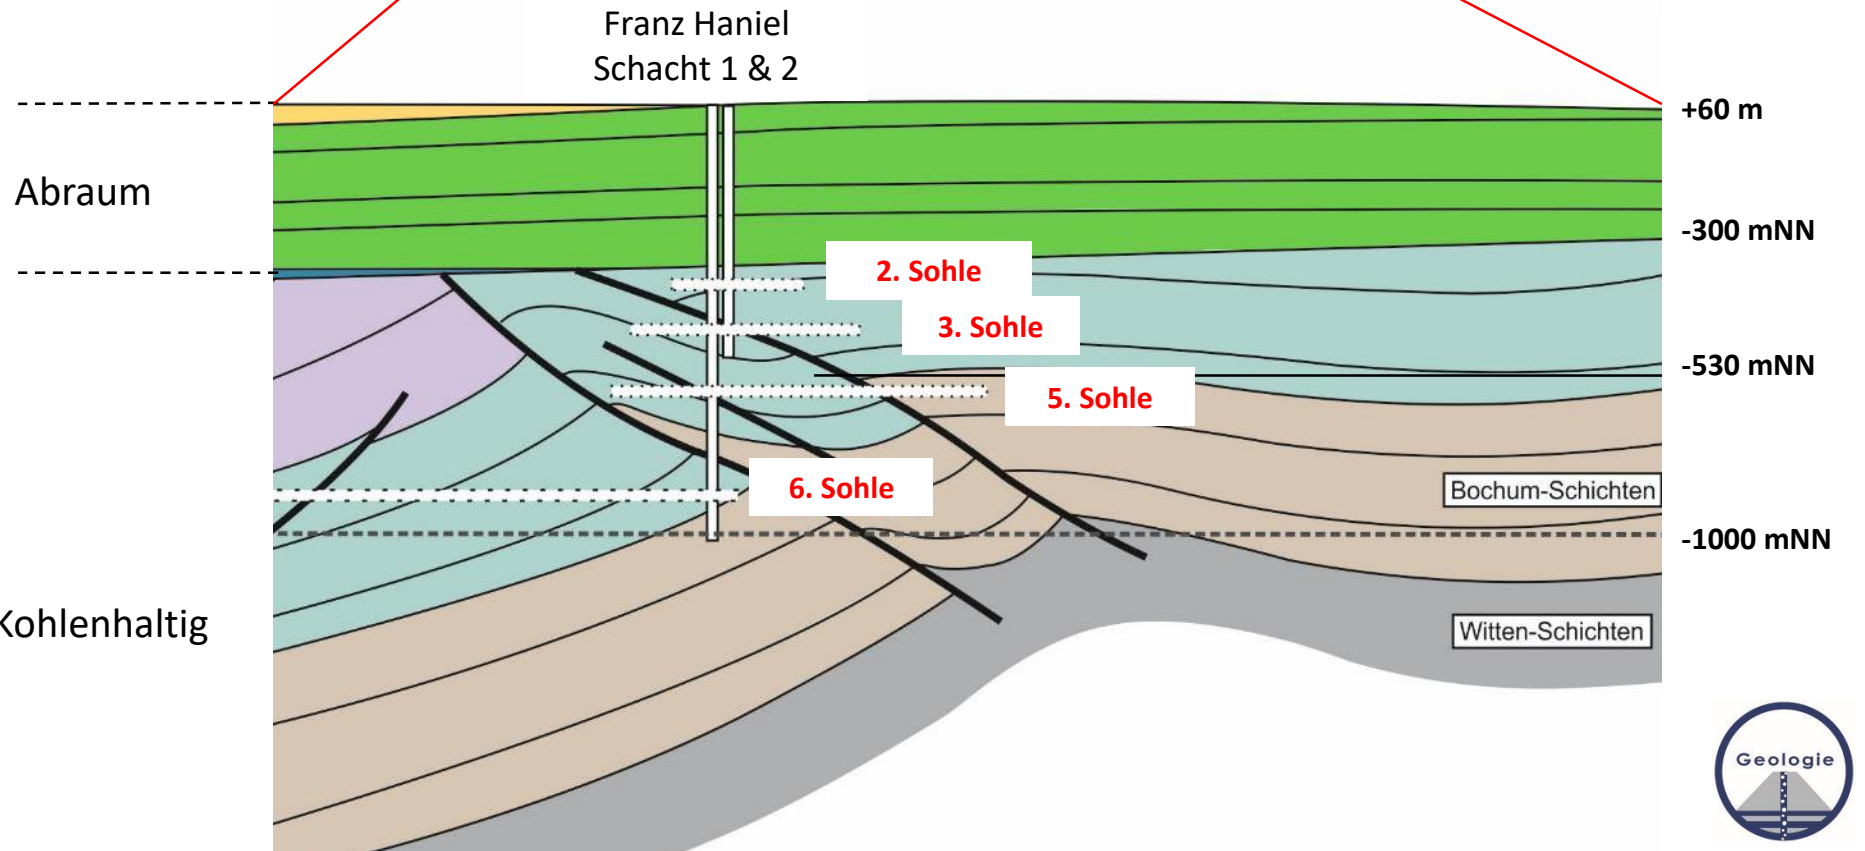 Franz Haniel
Schacht 1 & 2
+60 m
Abraum
-300 mNN
2. Sohle
3. Sohle
-530 mNN
5. Sohle
6. Sohle
Bochum-Schichten
-1000 mNN
Kohlenhaltig
Witten-Schichten
Geologie